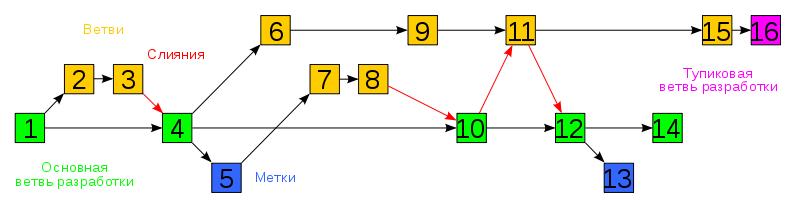 6
9
11
15
16
Ветви
Слияния
2
3
7
8
Тупиковая
ветвь разработки
1
4
10
12
14
Основная
ветвь разработки
5
Метки
13